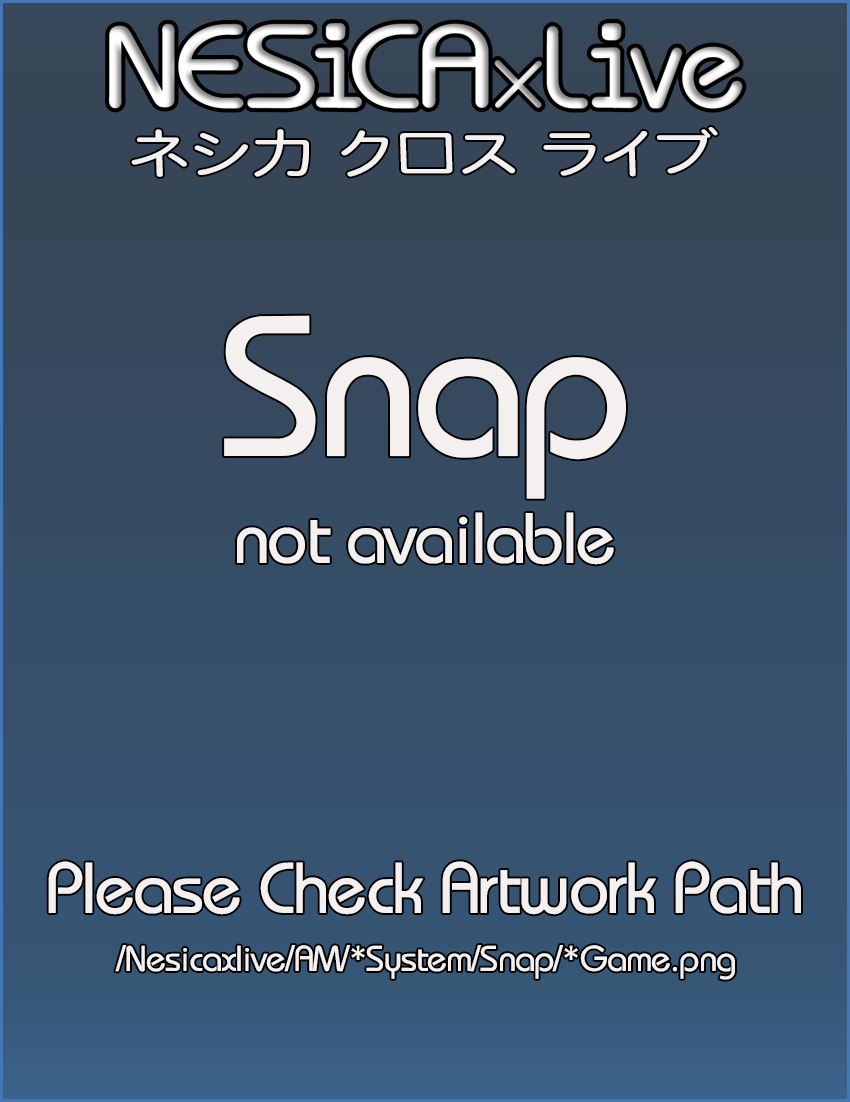 NESiCAxLive
ネシカ クロス ライブ
Snap
not available
Please Check Artwork Path
/Nesicaxlive/AM/*System/Snap/*Game.png